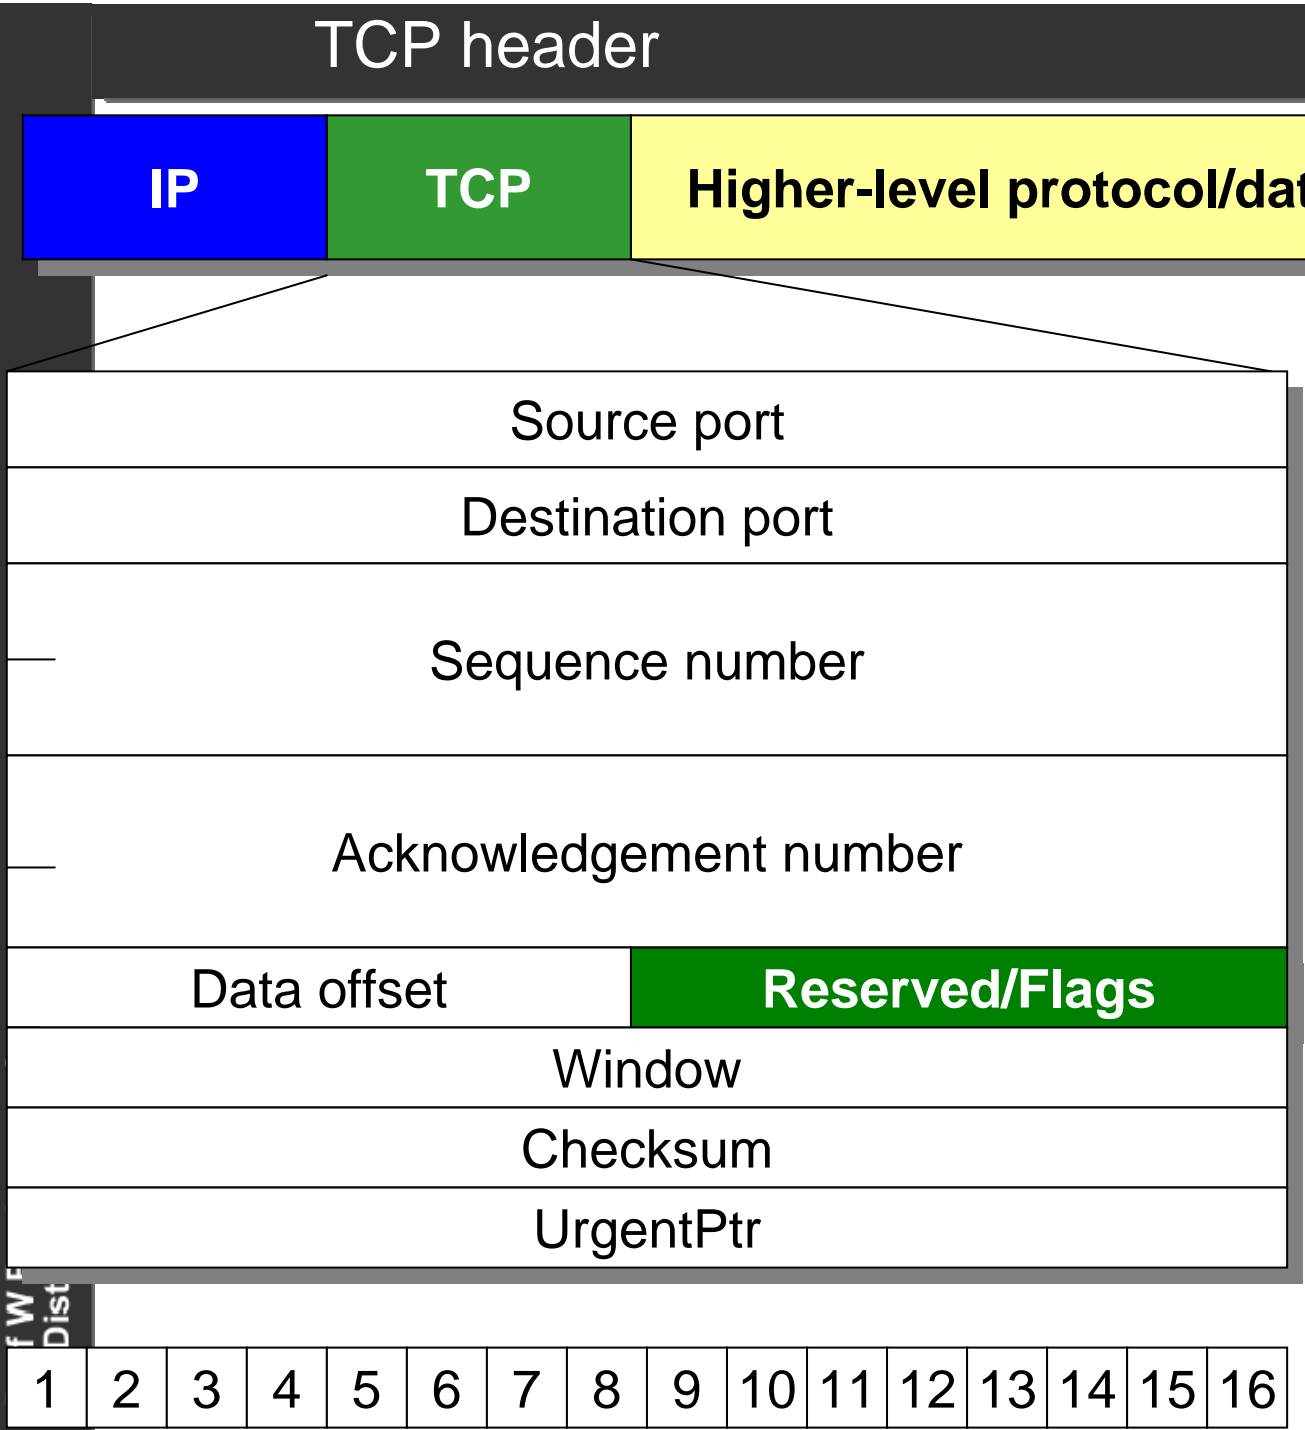 TCP header
IP TCP Higher-level protocol/dat
Source port
Destination port
Sequence number
Acknowledgement number
Data offset Reserved/Flags
Window
Checksum
UrgentPtr
f W
Dist
1 2 3 4 5 6 7 8 9 10 11 12 13 14 15 16